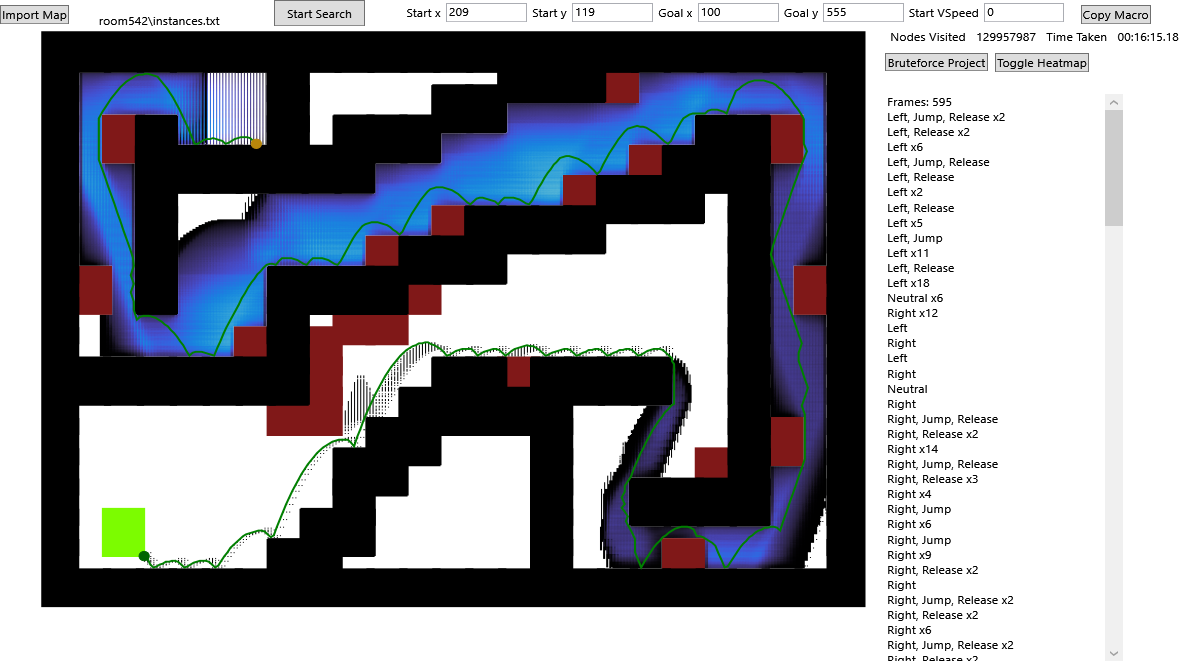 Import Map
room542\instances.txt
Start Search
Start x 209 Start y 119 Goal x 100 Goal y 555 Start VSpeed 0
Copy Macro
Nodes Visited 129957987 Time Taken 00:16:15.18
Bruteforce Project Toggle Heatmap
Frames: 595
Left, Jump, Release x2
Left, Release x2
Left x6
Left, Jump, Release
Left, Release
Left x2
Left, Release
Left x5
Left, Jump
Left x11
Left, Release
Left x18
Neutral x6
Right x12
Left
Right
Left
Right
Neutral
Right
Right, Jump, Release
Right, Release x2
Right x14
Right, Jump, Release
Right, Release x3
Right x4
Right, Jump
Right x6
Right, Jump
Right x9
Right, Release x2
Right
Right, Jump, Release x2
Right, Release x2
Right x6
Right, Jump, Release x2
Right, Release x2